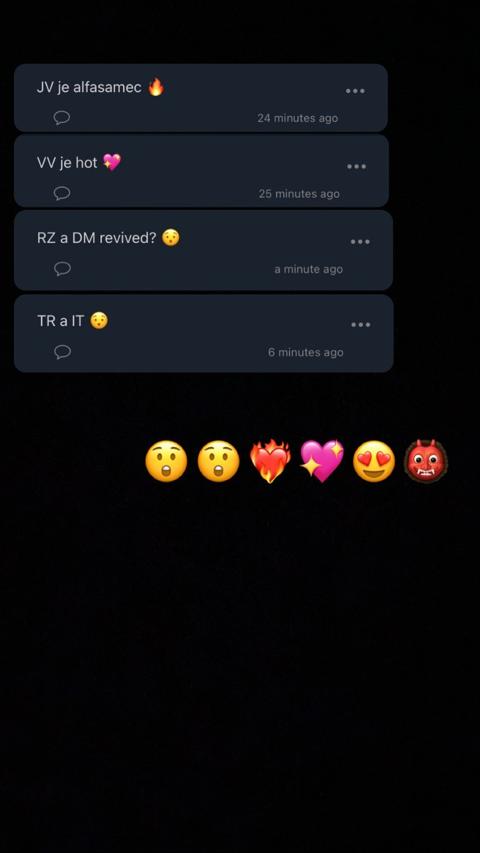 JV je alfasamec 🔥
24 minutes ago
VV je hot 💖
25 minutes ago
RZ a DM revived? 😯
a minute ago
TR a IT 😯
6 minutes ago
😲😲❤️‍🔥💖😍👹